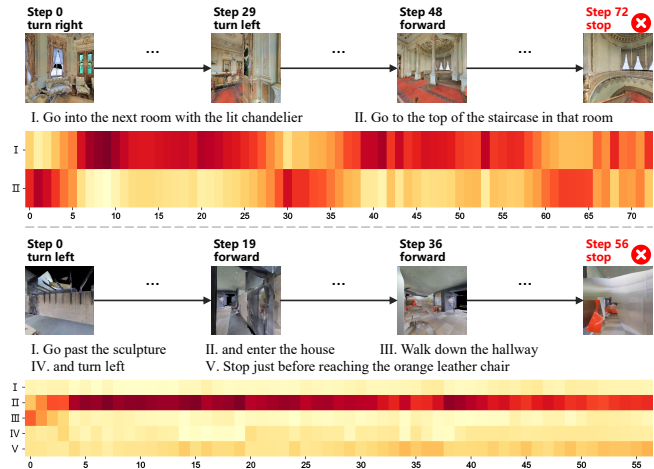 Step 0 Step 29 Step 48 Step 72
turn right turn left forward stop
... ...
I. Go into the next room with the lit chandelier II. Go to the top of the staircase in that room
I
II
0 5 10 15 20 25 30 35 40 45 50 55 60 65 70
Step 0 Step 19 Step 36 Step 56
turn left forward forward stop
... ...
I. Go past the sculpture II. and enter the house III. Walk down the hallway
IV. and turn left V. Stop just before reaching the orange leather chair
I
II
III
IV
V
0 5 10 15 20 25 30 35 40 45 50 55